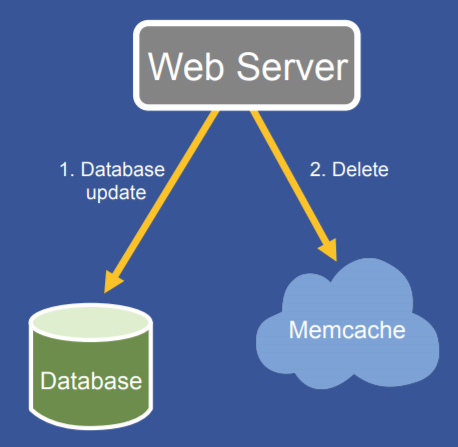 Web Server
1. Database
update
2. Delete
Memcache
Database